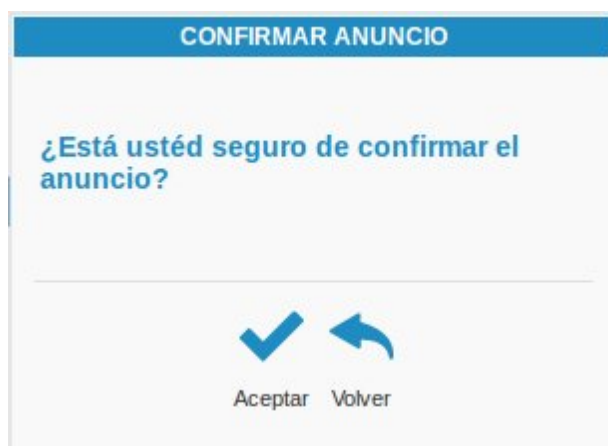 CONFIRMAR ANUNCIO
¿Está ustéd seguro de confirmar el
anuncio?
Aceptar Volver